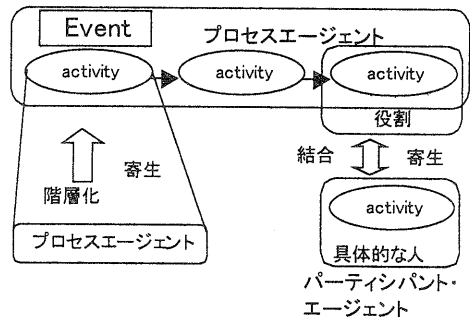 Event
プロセスエージェント
activity
activity
activity
役割
結合
寄生
寄生
階層化
activity
プロセスエージェント
具体的な人
パーティシパント・
エージェント